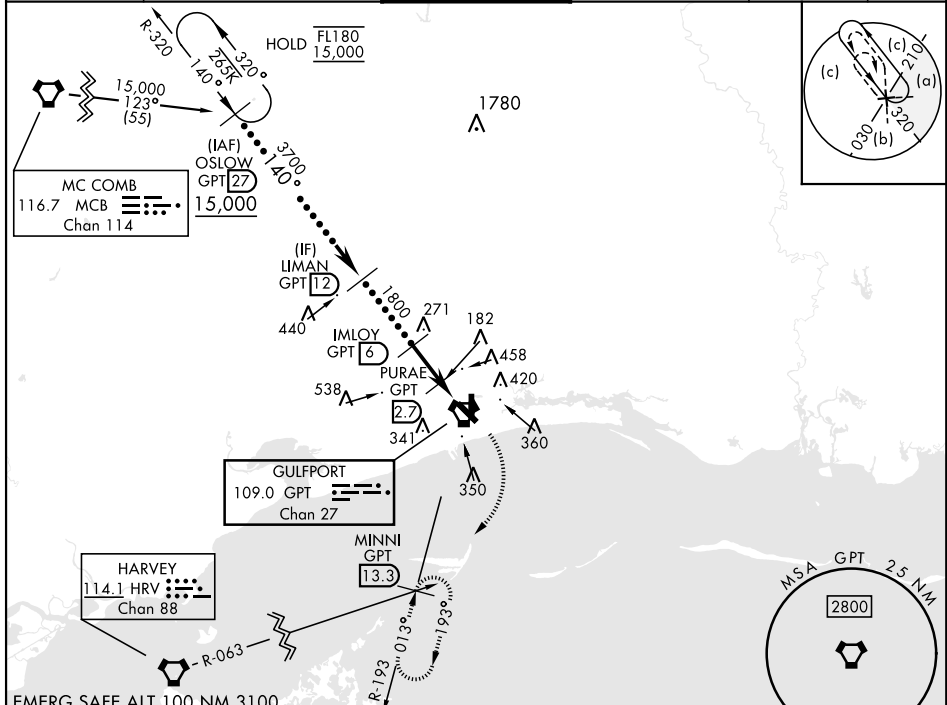 R-320
HOLD FL180
15,000
265K
320°
140°
15,000
123°
(55)
(IAF)
OSLOW
GPT 27
15,000
3700
140°
1780
(c)
(c)
210
(a)
320
(b)
030
MC COMB
116.7 MCB
Chan 114
(IF)
LIMAN
GPT 12
440
1800
271
182
IMLOY
GPT 6
458
PURAE
GPT
2.7
420
538
341
360
350
GULFPORT
109.0 GPT
Chan 27
MINNI
GPT
13.3
HARVEY
114.1 HRV
Chan 88
R-063
013°
193°
R-193
MSA GPT 25 NM
2800
EMERG SAFE ALT 100 NM 3100